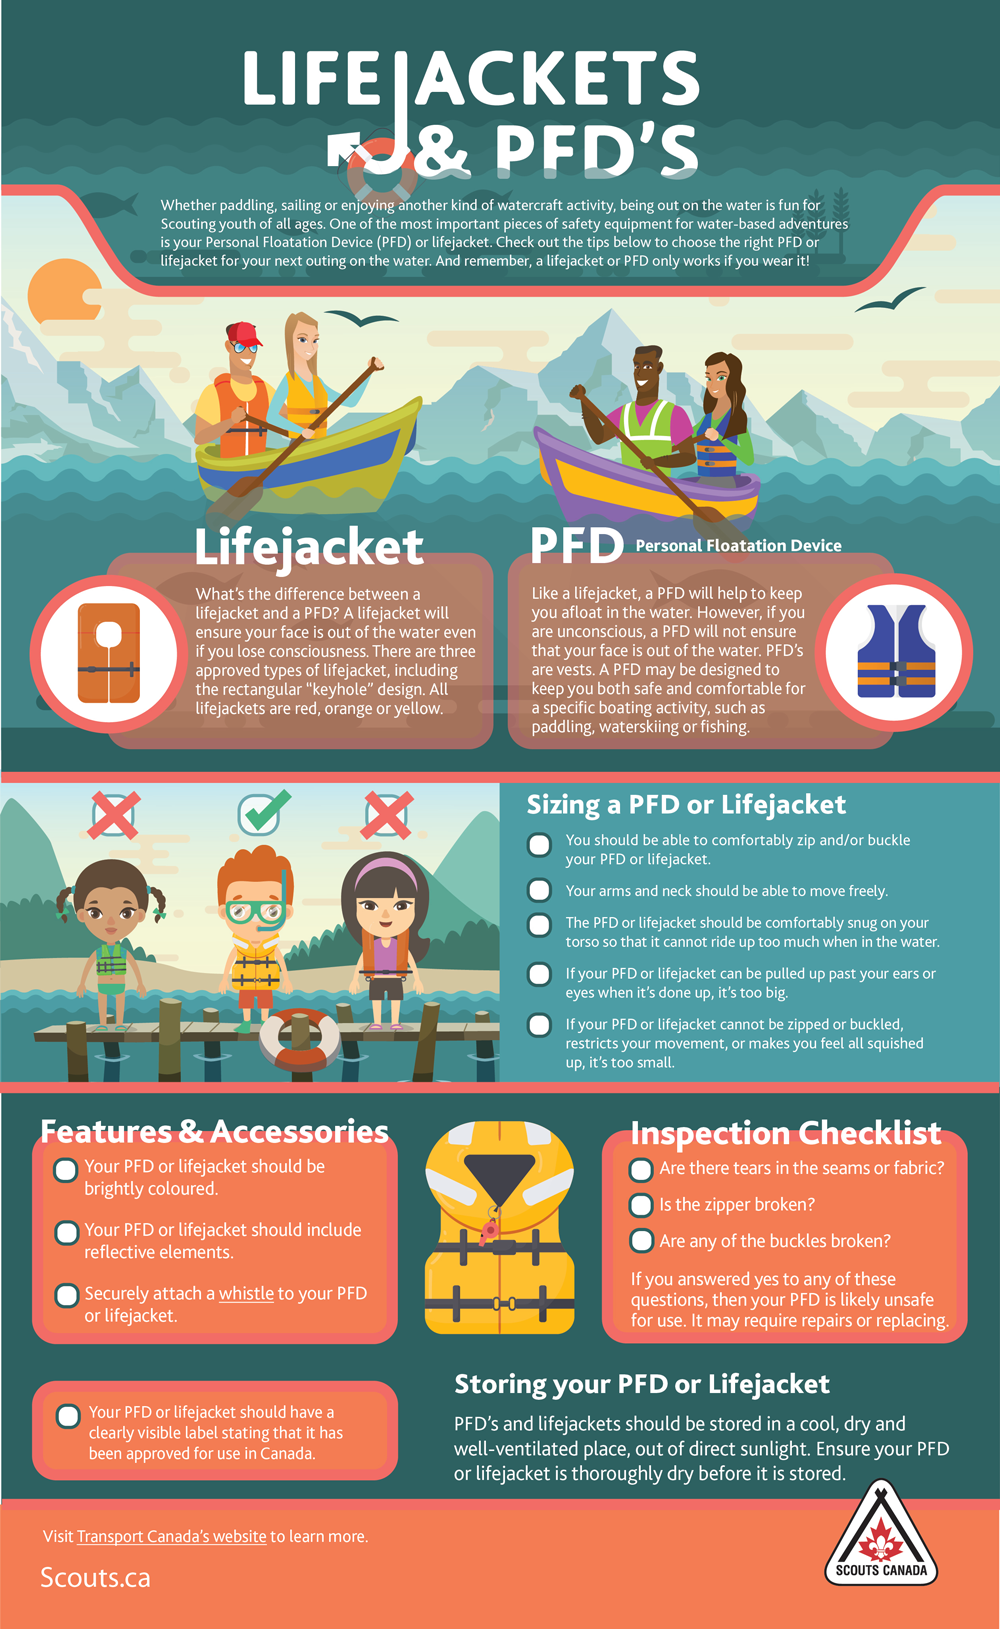 LIFEJACKETS
& PFD'S
Whether paddling, sailing or enjoying another kind of watercraft activity, being out on the water is fun for
Scouting youth of all ages. One of the most important pieces of safety equipment for water-based adventures
is your Personal Floatation Device (PFD) or lifejacket. Check out the tips below to choose the right PFD or
lifejacket for your next outing on the water. And remember, a lifejacket or PFD only works if you wear it!
Lifejacket
What's the difference between a
lifejacket and a PFD? A lifejacket will
ensure your face is out of the water even
if you lose consciousness. There are three
approved types of lifejacket, including
the rectangular "keyhole" design. All
lifejackets are red, orange or yellow.
PFD Personal Floatation Device
Like a lifejacket, a PFD will help to keep
you afloat in the water. However, if you
are unconscious, a PFD will not ensure
that your face is out of the water. PFD's
are vests. A PFD may be designed to
keep you both safe and comfortable for
a specific boating activity, such as
paddling, waterskiing or fishing.
Sizing a PFD or Lifejacket
You should be able to comfortably zip and/or buckle
your PFD or lifejacket.
Your arms and neck should be able to move freely.
The PFD or lifejacket should be comfortably snug on your
torso so that it cannot ride up too much when in the water.
If your PFD or lifejacket can be pulled up past your ears or
eyes when it's done up, it's too big.
If your PFD or lifejacket cannot be zipped or buckled,
restricts your movement, or makes you feel all squished
up, it's too small.
Features & Accessories
Your PFD or lifejacket should be
brightly coloured.
Your PFD or lifejacket should include
reflective elements.
Securely attach a whistle to your PFD
or lifejacket.
Your PFD or lifejacket should have a
clearly visible label stating that it has
been approved for use in Canada.
Inspection Checklist
Are there tears in the seams or fabric?
Is the zipper broken?
Are any of the buckles broken?
If you answered yes to any of these
questions, then your PFD is likely unsafe
for use. It may require repairs or replacing.
Storing your PFD or Lifejacket
PFD's and lifejackets should be stored in a cool, dry and
well-ventilated place, out of direct sunlight. Ensure your PFD
or lifejacket is thoroughly dry before it is stored.
Visit Transport Canada's website to learn more.
Scouts.ca
SCOUTS CANADA